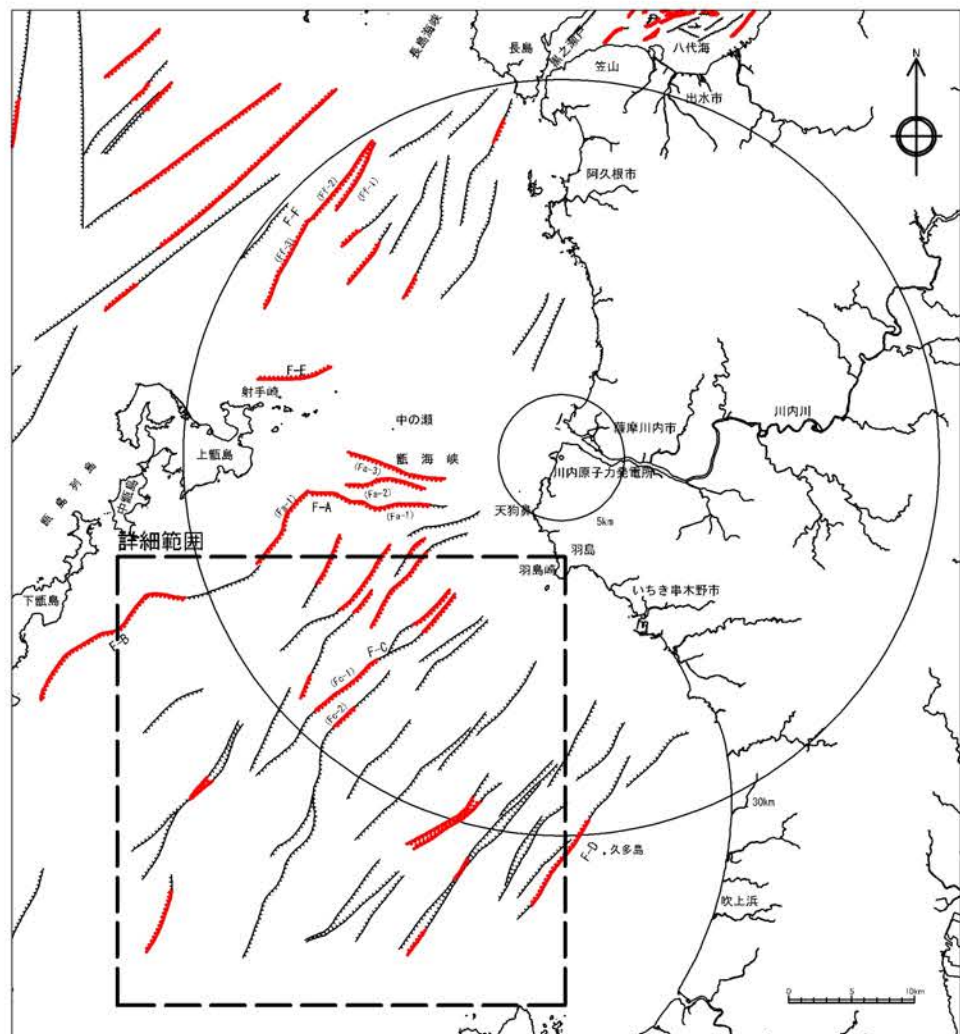 長島海峡
長島
黒之瀬戸
八代海
笠山
出水市
N
阿久根市
(Ff-2)
(Ff-1)
F-F
(Ff-3)
F-E
射手崎
中の瀬
薩摩川内市
川内川
上甑島
甑海峡
(Fa-3)
川内原子力発電所
甑島列島
中甑島
(Fa-2)
(Fa-1)
F-A
(Fa-1)
天狗鼻
5km
詳細範囲
羽島
羽島崎
いちき串木野市
下甑島
F-B
F-C
(Fc-1)
(Fc-2)
30km
F-D
久多島
吹上浜
0
5
10km